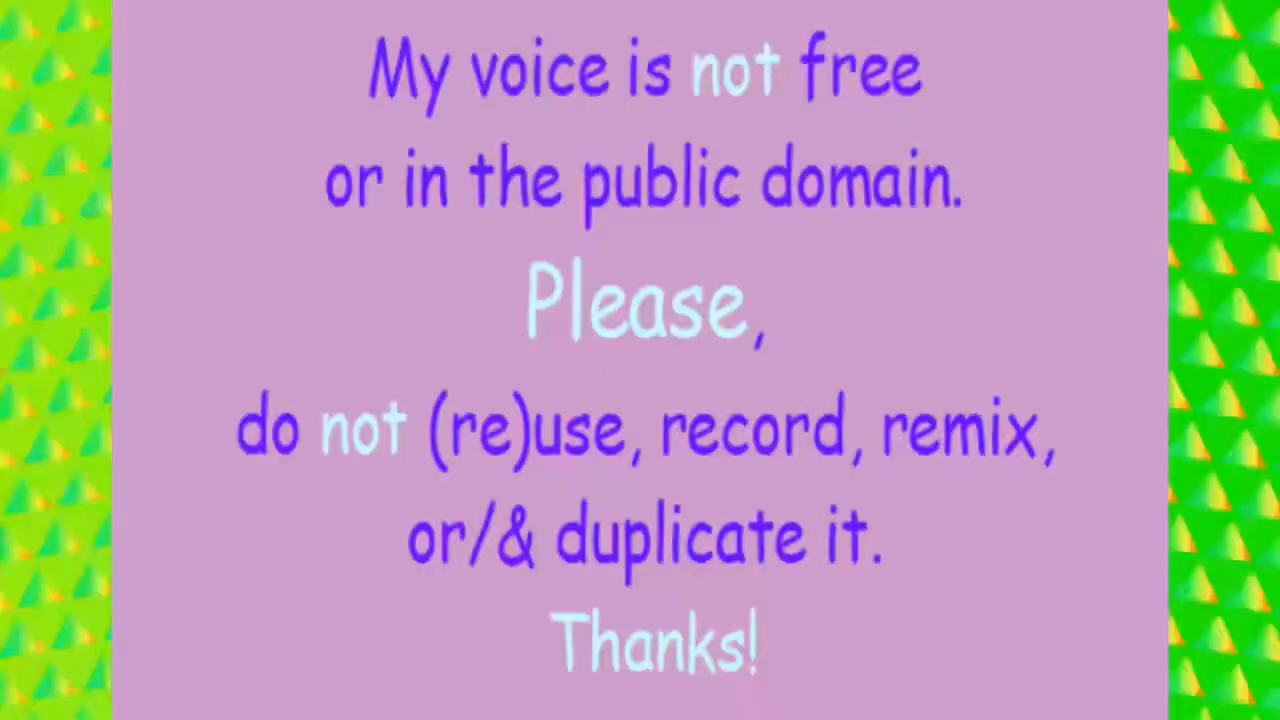 My voice is not free
or in the public domain.
Please,
do not (re)use, record, remix,
or/& duplicate it.
Thanks!